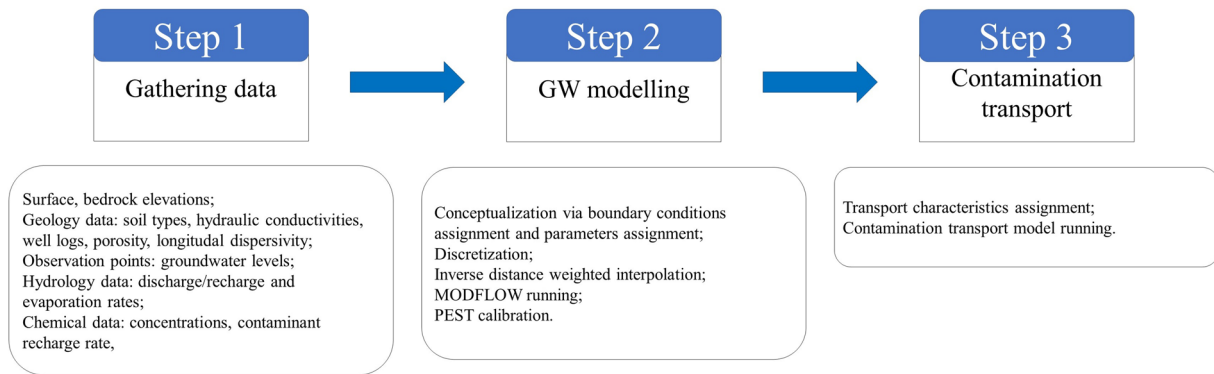 Step 1
Gathering data
Surface, bedrock elevations;
Geology data: soil types, hydraulic conductivities,
well logs, porosity, longitudal dispersivity;
Observation points: groundwater levels;
Hydrology data: discharge/recharge and
evaporation rates;
Chemical data: concentrations, contaminant
recharge rate,
Step 2
GW modelling
Conceptualization via boundary conditions
assignment and parameters assignment;
Discretization;
Inverse distance weighted interpolation;
MODFLOW running;
PEST calibration.
Step 3
Contamination
transport
Transport characteristics assignment;
Contamination transport model running.